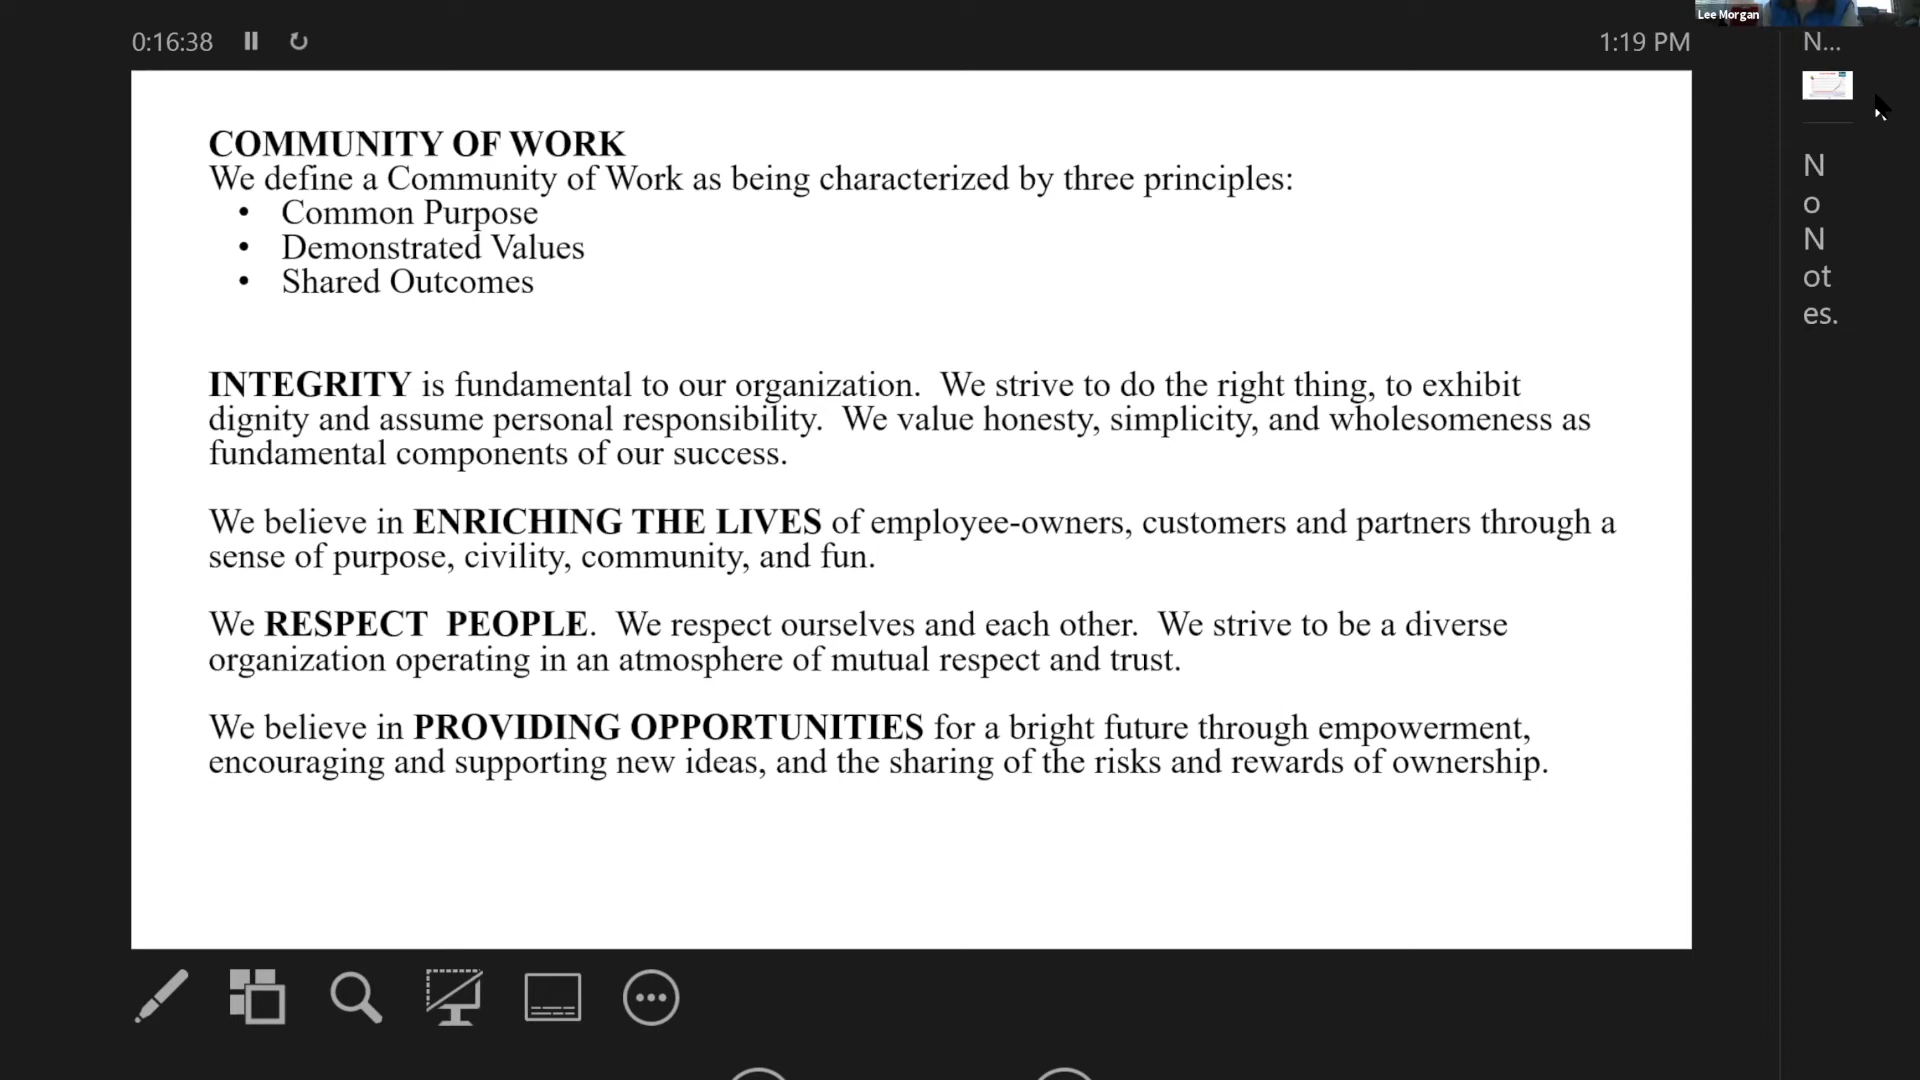 Lee Morgan
0:16:38
1:19 PM
N...
COMMUNITY OF WORK
We define a Community of Work as being characterized by three principles:
• Common Purpose
• Demonstrated Values
• Shared Outcomes
INTEGRITY is fundamental to our organization.  We strive to do the right thing, to exhibit
dignity and assume personal responsibility.  We value honesty, simplicity, and wholesomeness as
fundamental components of our success.
We believe in ENRICHING THE LIVES of employee-owners, customers and partners through a
sense of purpose, civility, community, and fun.
We RESPECT  PEOPLE.  We respect ourselves and each other.  We strive to be a diverse
organization operating in an atmosphere of mutual respect and trust.
We believe in PROVIDING OPPORTUNITIES for a bright future through empowerment,
encouraging and supporting new ideas, and the sharing of the risks and rewards of ownership.
N
o
N
ot
es.